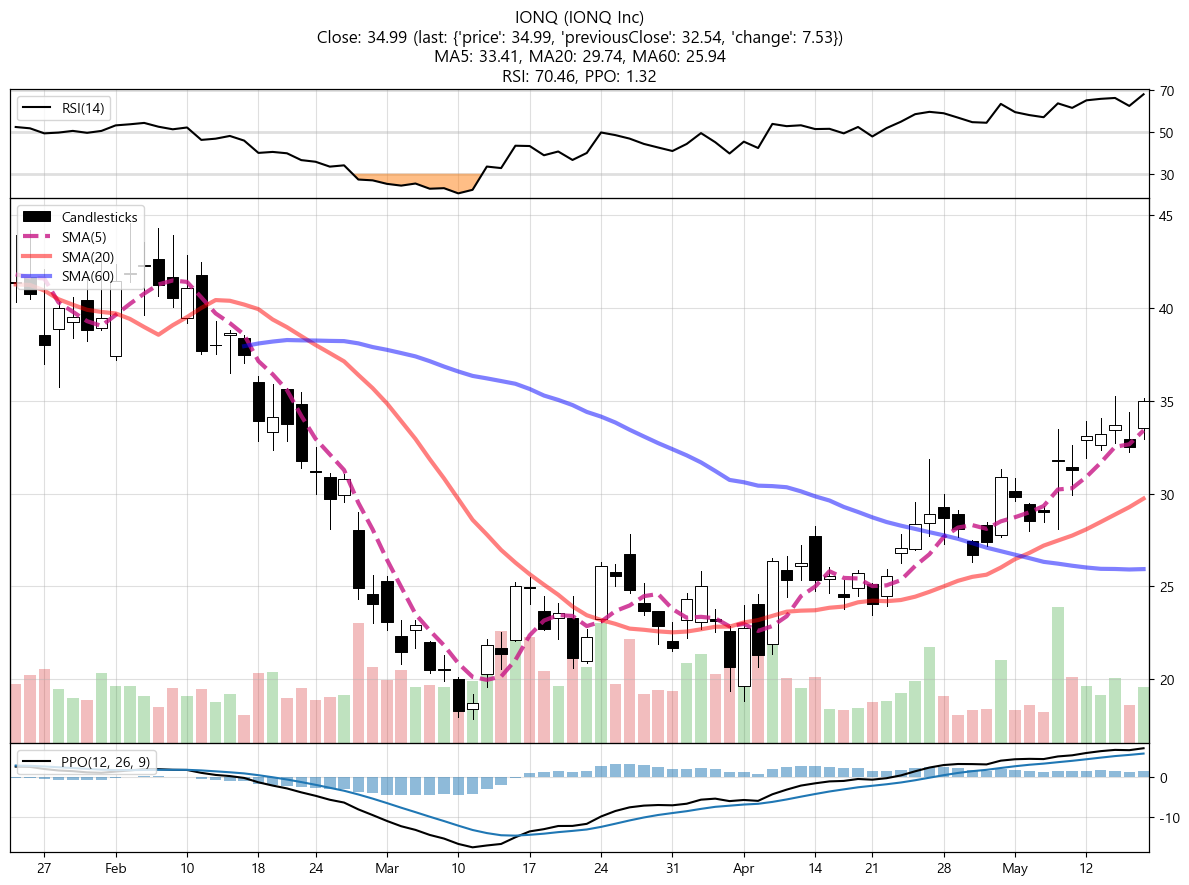 IONQ (IONQ Inc)
Close: 34.99 (last: {'price': 34.99, 'previousClose': 32.54, 'change': 7.53})
MA5: 33.41, MA20: 29.74, MA60: 25.94
RSI: 70.46, PPO: 1.32
RSI(14)
70
50
30
Candlesticks
SMA(5)
SMA(20)
SMA(60)
45
40
35
30
25
20
PPO(12, 26, 9)
0
-10
27 Feb 10 18 24 Mar 10 17 24 31 Apr 14 21 28 May 12